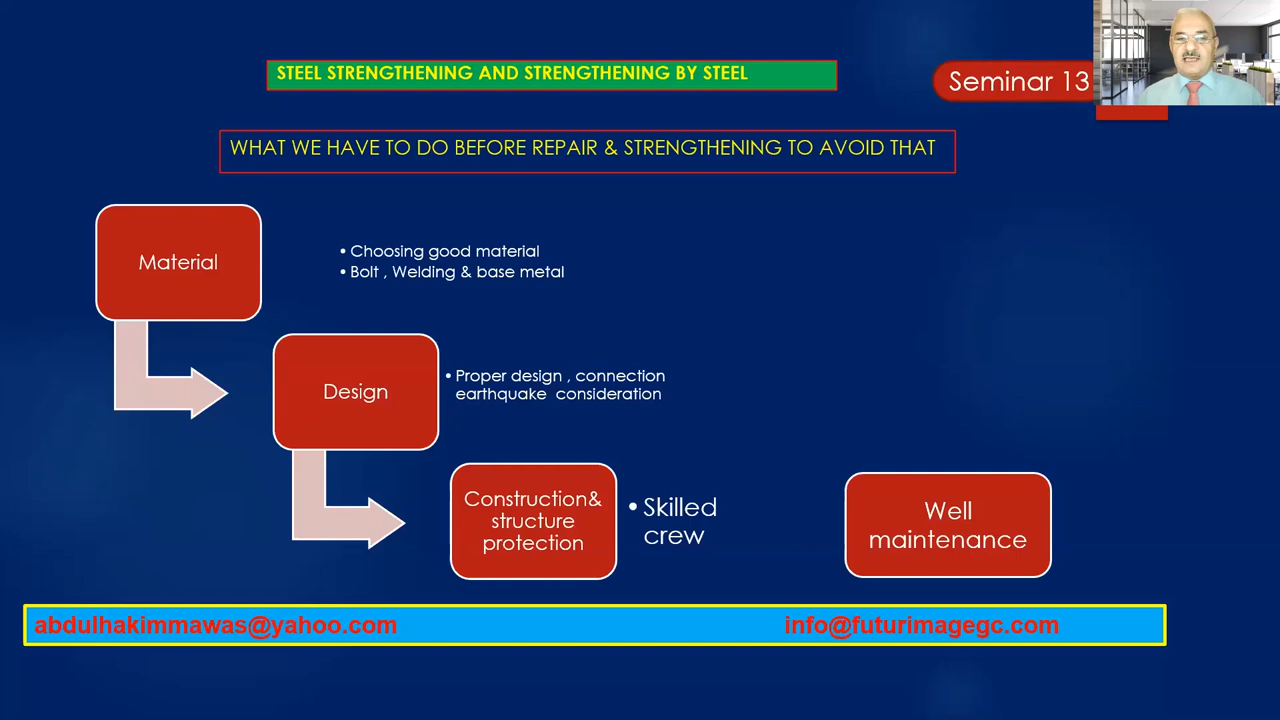 STEEL STRENGTHENING AND STRENGTHENING BY STEEL
Seminar 13
WHAT WE HAVE TO DO BEFORE REPAIR & STRENGTHENING TO AVOID THAT
Material
• Choosing good material
• Bolt , Welding & base metal
Design
• Proper design , connection
earthquake consideration
Construction&
structure
protection
• Skilled
crew
Well
maintenance
abdulhakimmawas@yahoo.com
info@futurimagegc.com